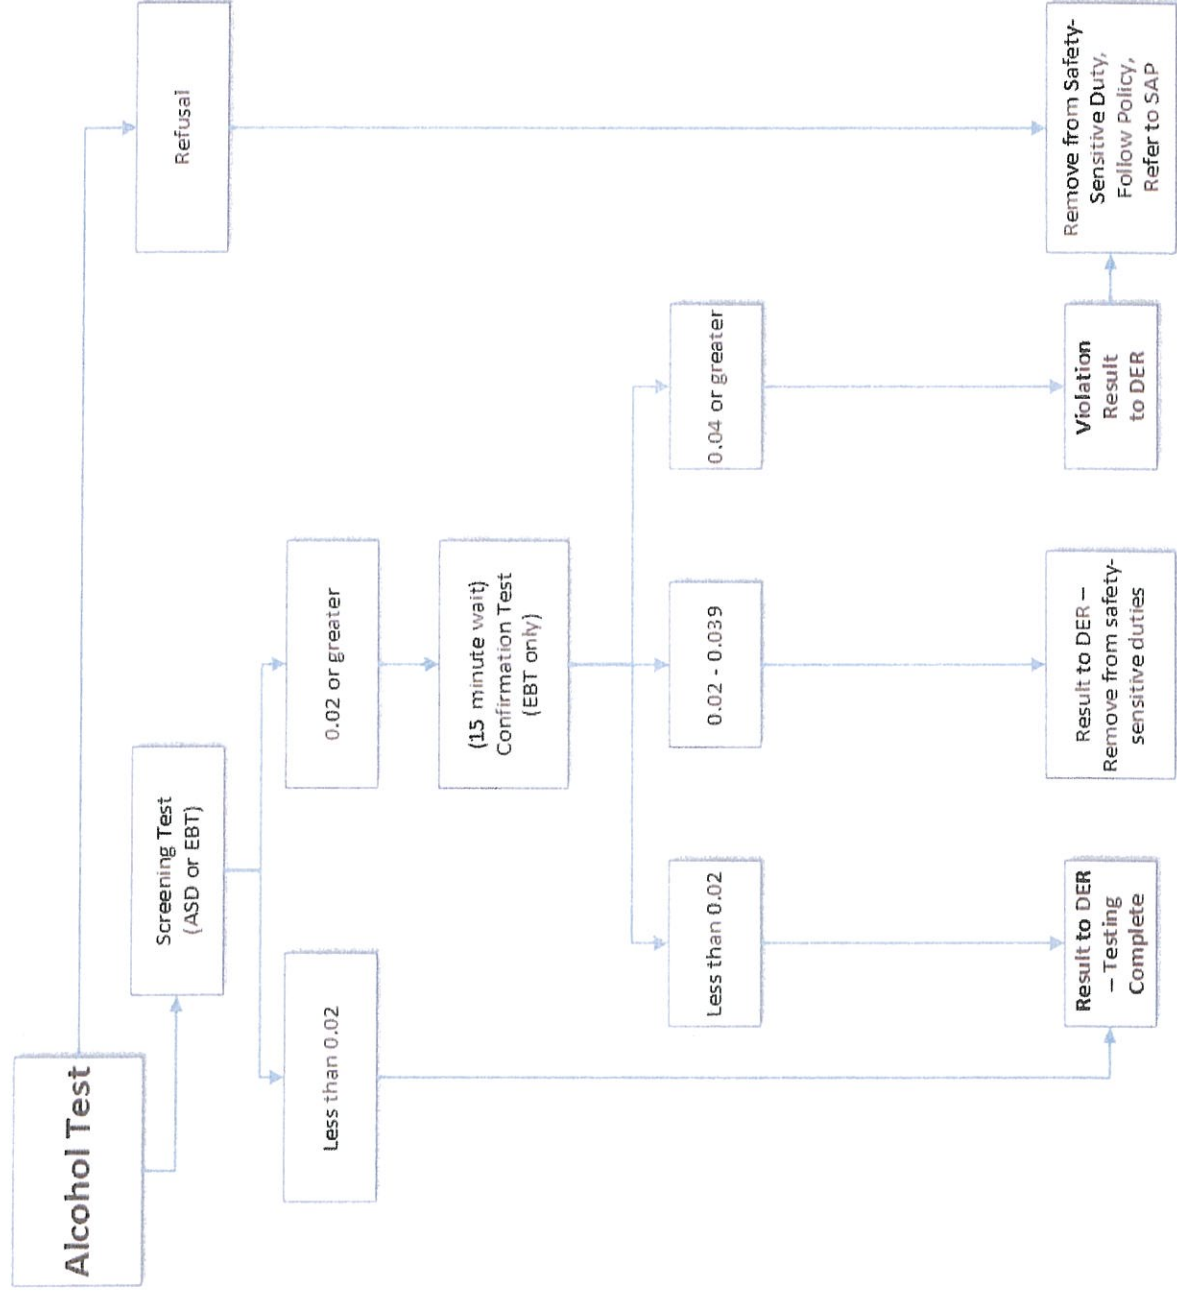 Alcohol Test
Refusal
Screening Test
(ASD or EBT)
Less than 0.02
0.02 or greater
(15 minute wait)
Confirmation Test
(EBT only)
Less than 0.02
0.02 - 0.039
0.04 or greater
Result to DER
– Testing
Complete
Result to DER –
Remove from safety-
sensitive duties
Violation
Result
to DER
Remove from Safety-
Sensitive Duty,
Follow Policy,
Refer to SAP